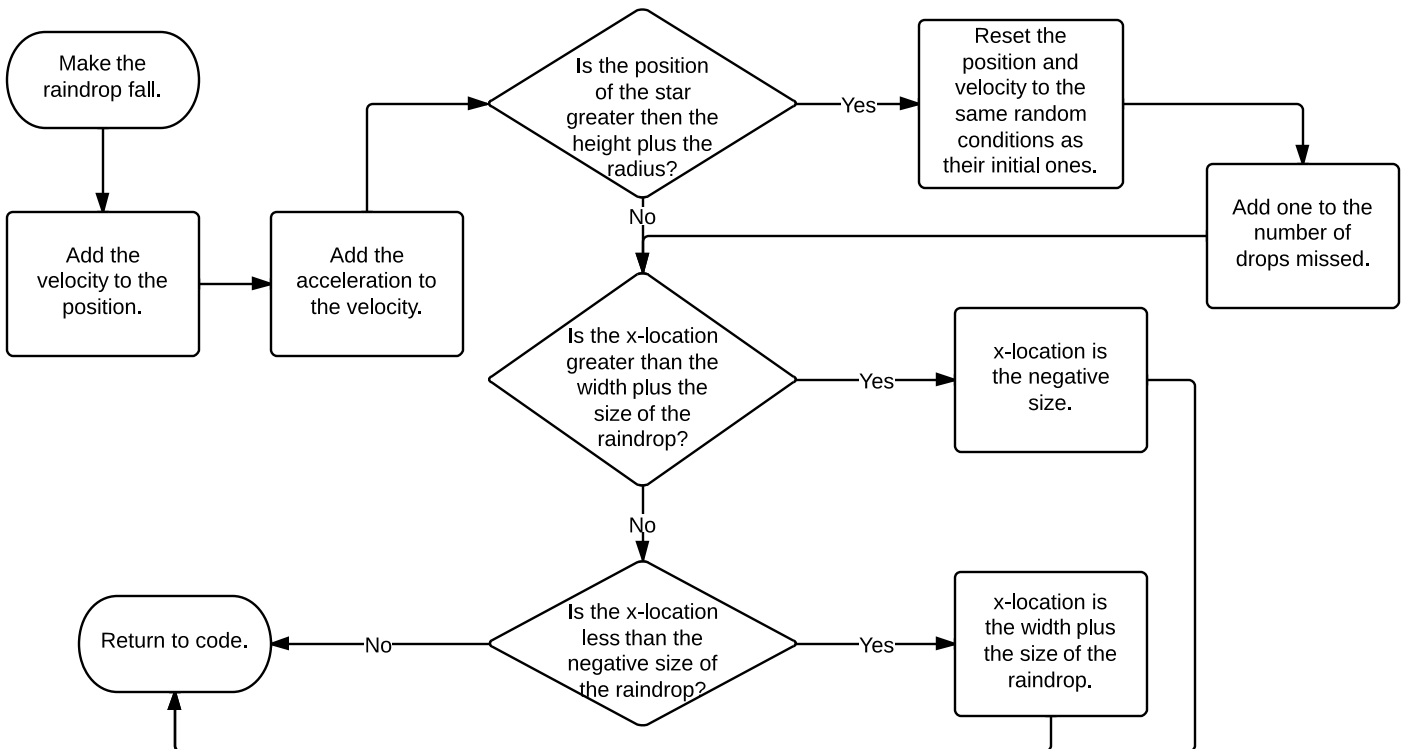 Make the
raindrop fall.
Add the
velocity to the
position.
Add the
acceleration to
the velocity.
Is the position
of the star
greater then the
height plus the
radius?
Yes
Reset the
position and
velocity to the
same random
conditions as
their initial ones.
Add one to the
number of
drops missed.
No
Is the x-location
greater than the
width plus the
size of the
raindrop?
Yes
x-location is
the negative
size.
No
Is the x-location
less than the
negative size of
the raindrop?
Yes
x-location is
the width plus
the size of the
raindrop.
No
Return to code.